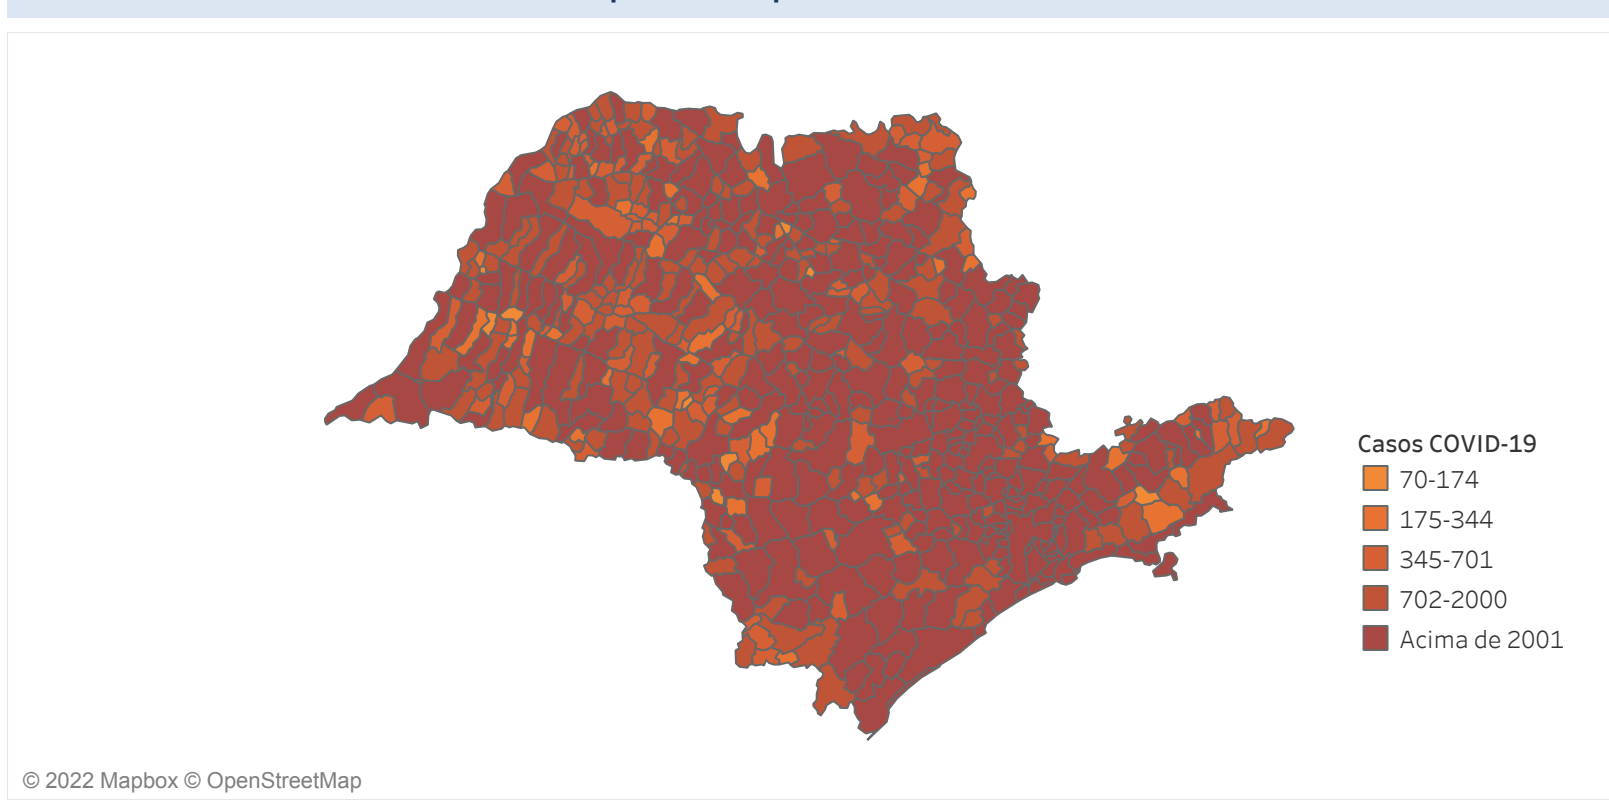 Casos COVID-19
70-174
175-344
345-701
702-2000
Acima de 2001
© 2022 Mapbox © OpenStreetMap